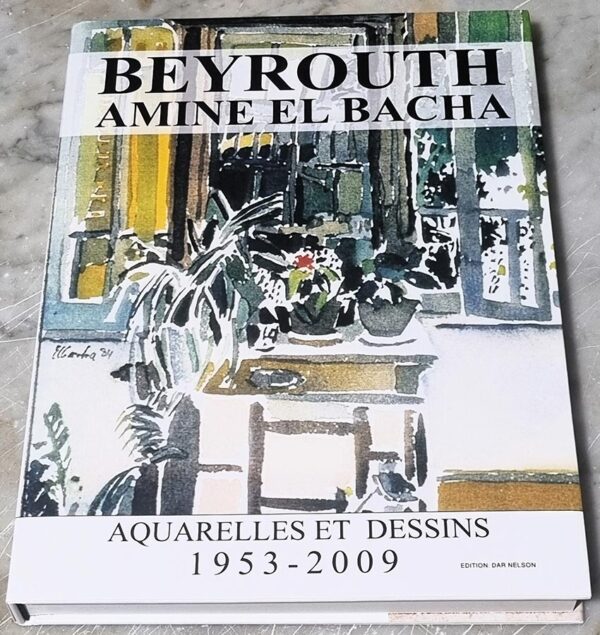 BEYROUTH
AMINE EL BACHA
AQUARELLES ET DESSINS
1953-2009
EDITION: DAR NELSON